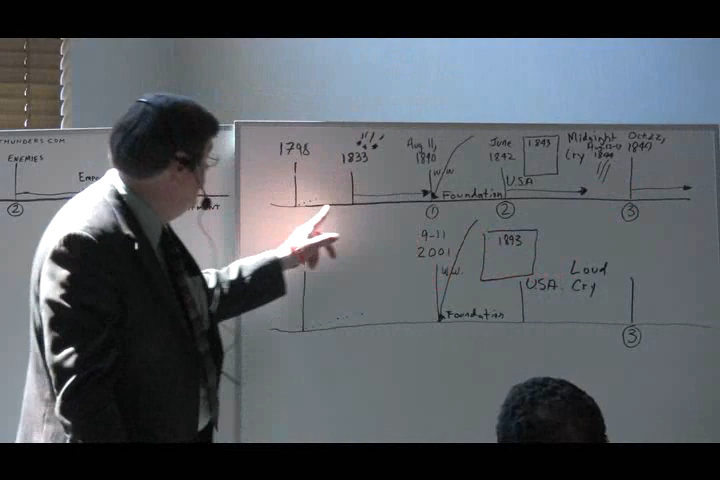 THUNDERS.COM
ENEMIES
②
1798
1833
Aug 11,
1840
W W
Foundation
①
June
1842
USA
②
1843
Midnight
Cry
1844
Oct 22,
1844
③
9-11
2001
W.W.
Foundation
1893
U.S.A.
Loud
Cry
③